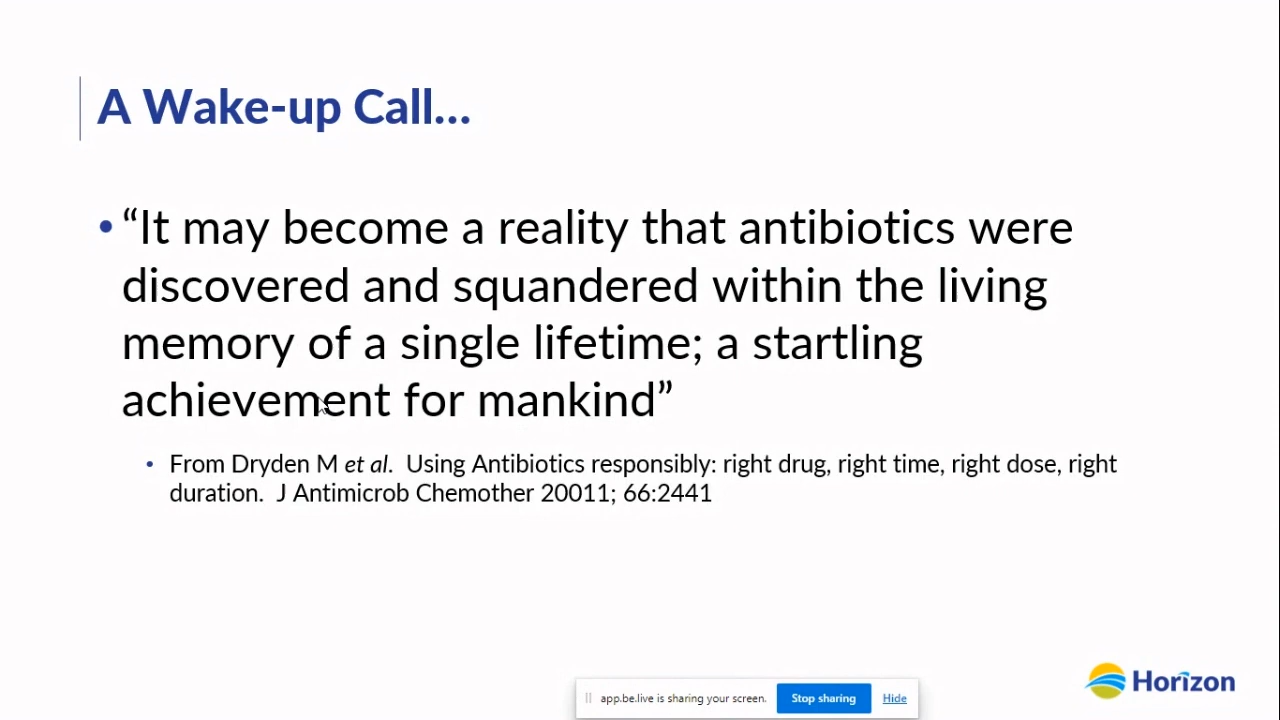 A Wake-up Call...
• “It may become a reality that antibiotics were
discovered and squandered within the living
memory of a single lifetime; a startling
achievement for mankind”
• From Dryden M et al. Using Antibiotics responsibly: right drug, right time, right dose, right
duration. J Antimicrob Chemother 20011; 66:2441
Horizon
app.be.live is sharing your screen. Stop sharing Hide